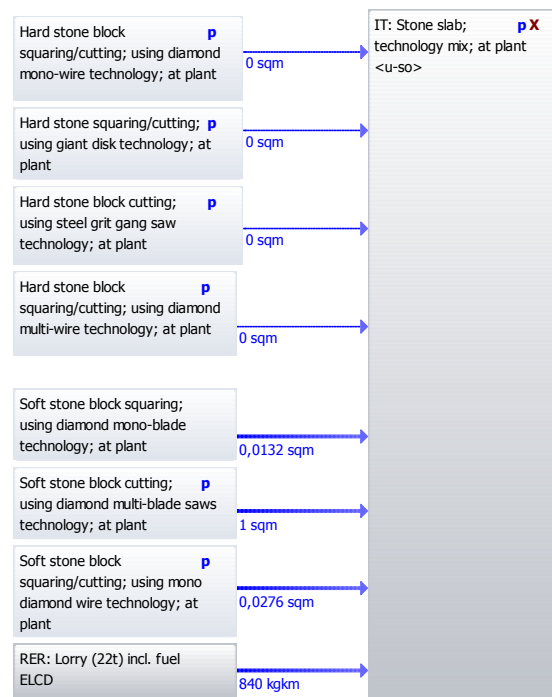 Hard stone block p
squaring/cutting; using diamond
mono-wire technology; at plant
0 sqm
IT: Stone slab; p X
technology mix; at plant
<u-so>
Hard stone squaring/cutting; p
using giant disk technology; at
plant
0 sqm
Hard stone block cutting; p
using steel grit gang saw
technology; at plant
0 sqm
Hard stone block p
squaring/cutting; using diamond
multi-wire technology; at plant
0 sqm
Soft stone block squaring;
using diamond mono-blade
technology; at plant
0,0132 sqm
Soft stone block cutting; p
using diamond multi-blade saws
technology; at plant
1 sqm
Soft stone block p
squaring/cutting; using mono
diamond wire technology; at
plant
0,0276 sqm
RER: Lorry (22t) incl. fuel
ELCD
840 kgkm